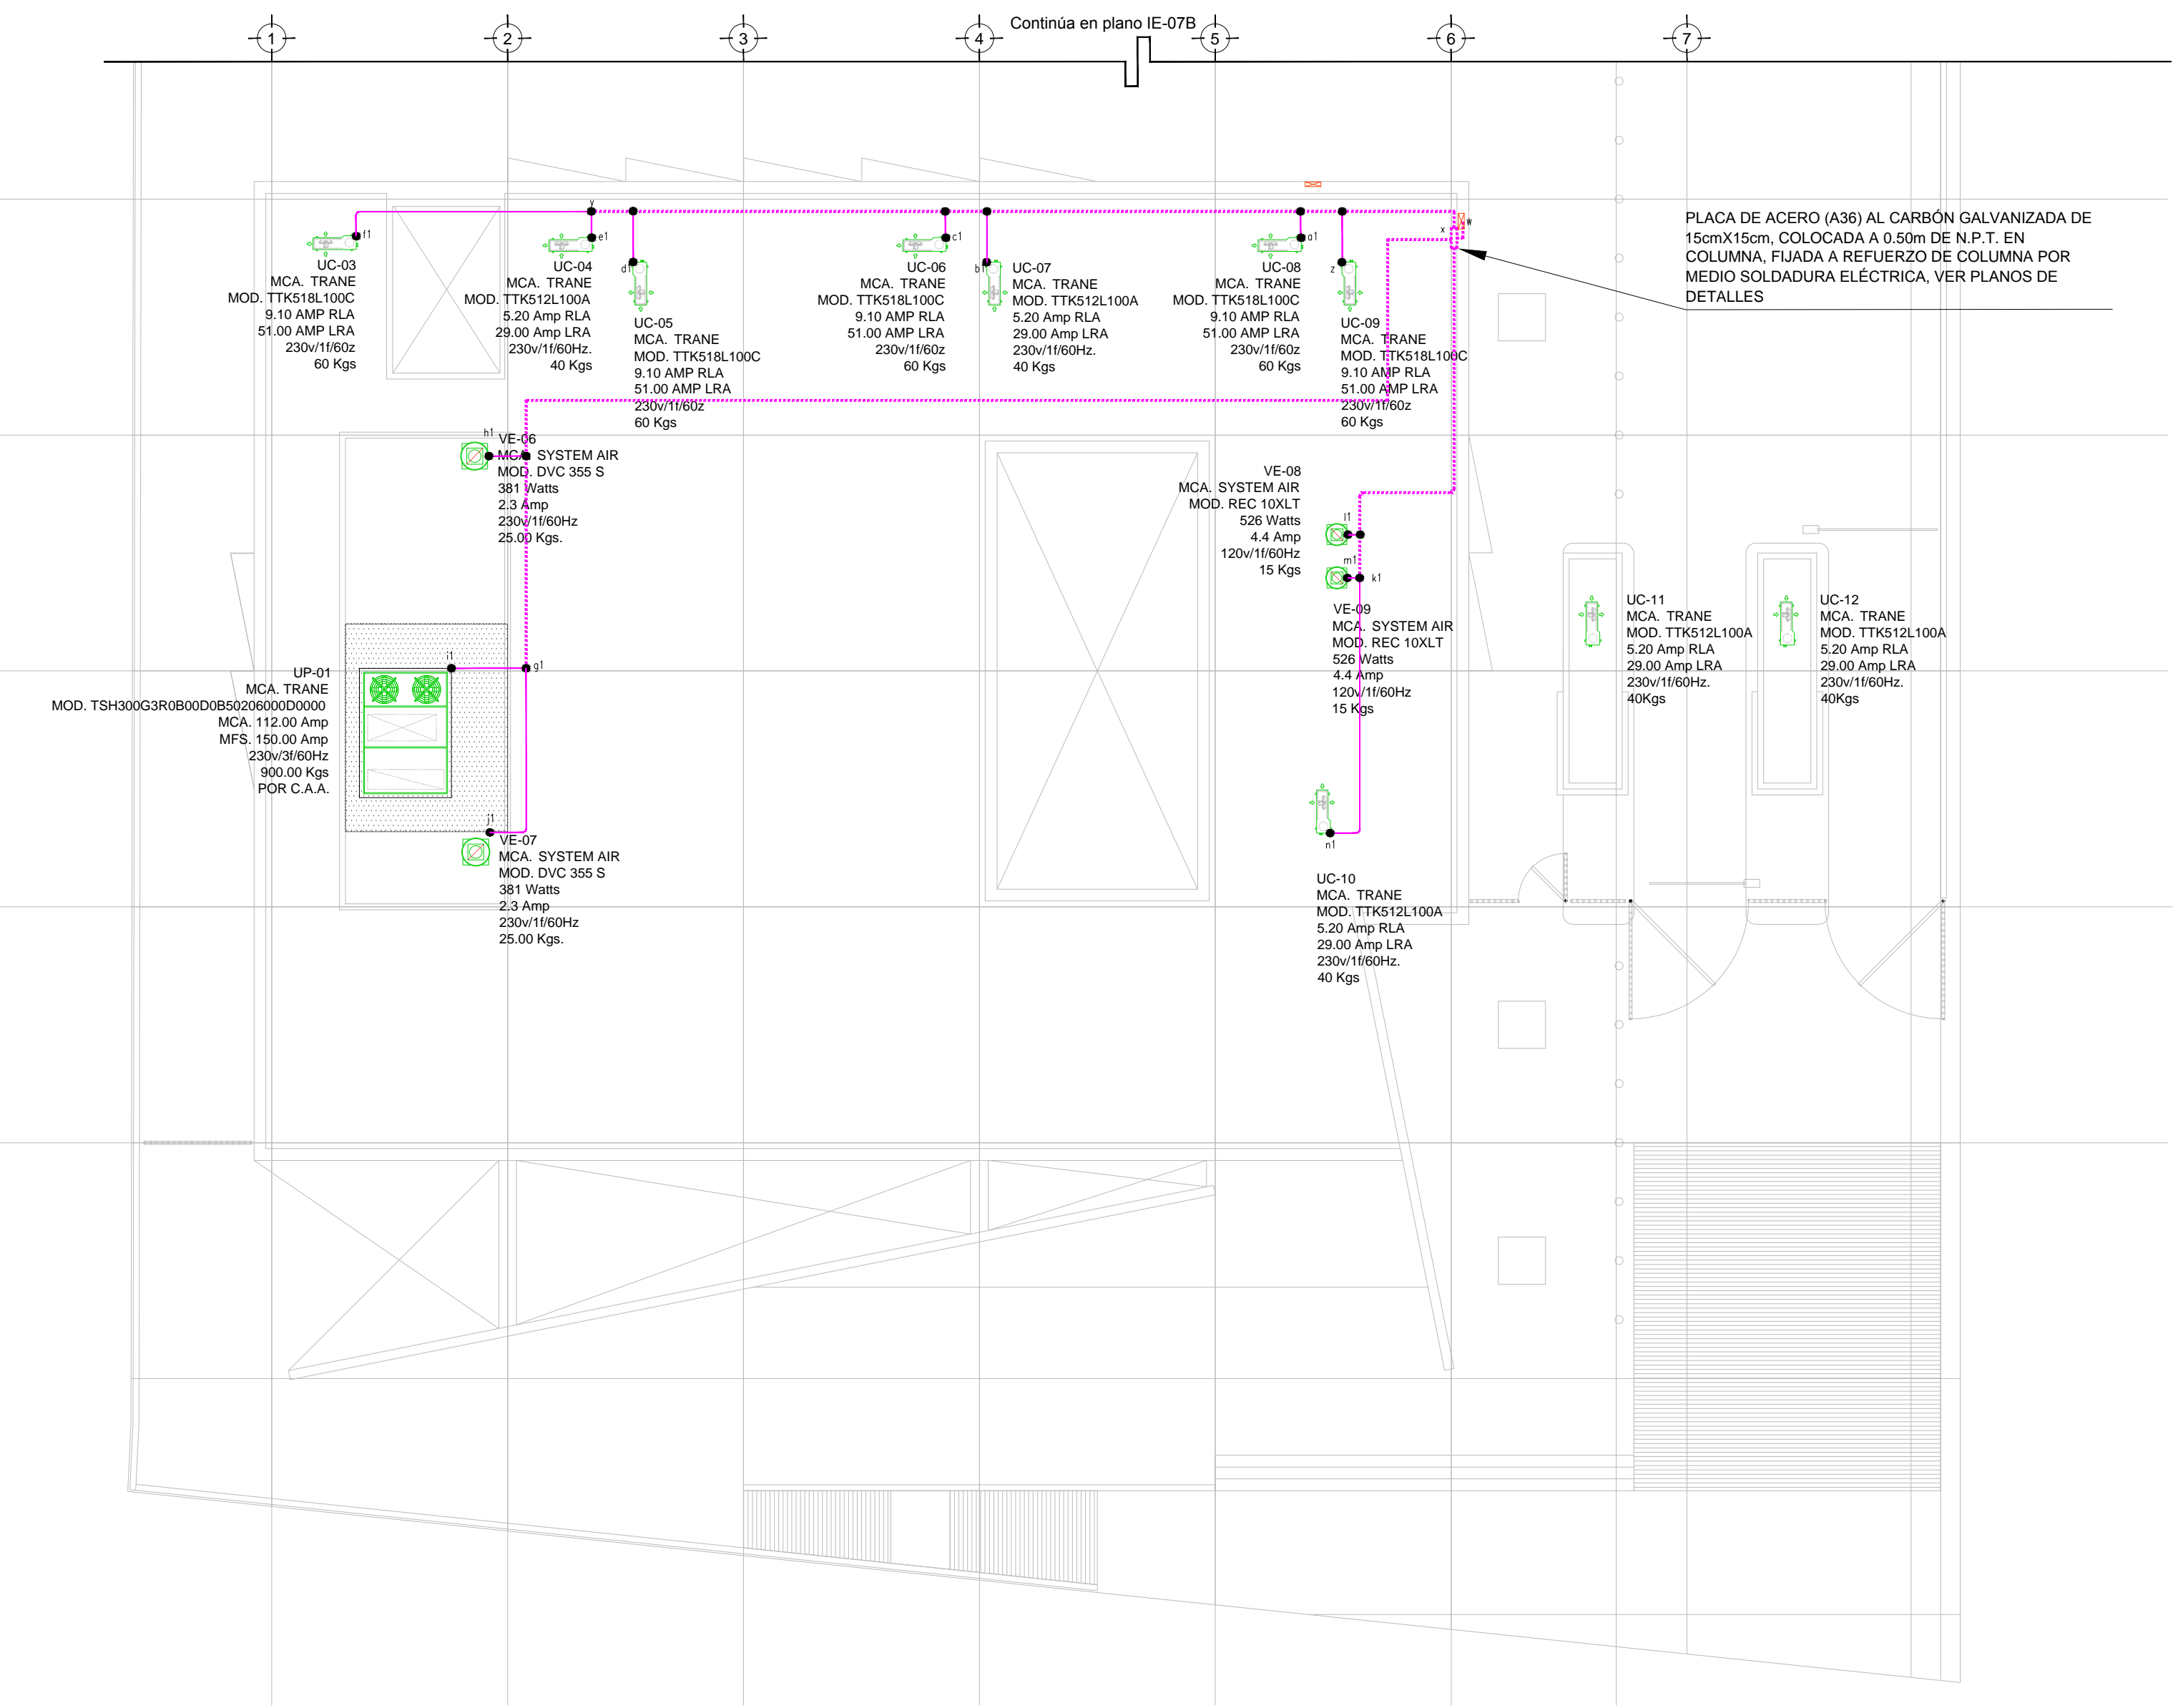 Continúa en plano IE-07B
1
2
3
4
5
6
7
y
w
x
f1
e1
d1
c1
b1
a1
z
PLACA DE ACERO (A36) AL CARBÓN GALVANIZADA DE
15cmX15cm, COLOCADA A 0.50m DE N.P.T. EN
COLUMNA, FIJADA A REFUERZO DE COLUMNA POR
MEDIO SOLDADURA ELÉCTRICA, VER PLANOS DE
DETALLES
UC-03
MCA. TRANE
MOD. TTK518L100C
9.10 AMP RLA
51.00 AMP LRA
230v/1f/60z
60 Kgs
UC-04
MCA. TRANE
MOD. TTK512L100A
5.20 Amp RLA
29.00 Amp LRA
230v/1f/60Hz.
40 Kgs
UC-05
MCA. TRANE
MOD. TTK518L100C
9.10 AMP RLA
51.00 AMP LRA
230v/1f/60z
60 Kgs
UC-06
MCA. TRANE
MOD. TTK518L100C
9.10 AMP RLA
51.00 AMP LRA
230v/1f/60z
60 Kgs
UC-07
MCA. TRANE
MOD. TTK512L100A
5.20 Amp RLA
29.00 Amp LRA
230v/1f/60Hz.
40 Kgs
UC-08
MCA. TRANE
MOD. TTK518L100C
9.10 AMP RLA
51.00 AMP LRA
230v/1f/60z
60 Kgs
UC-09
MCA. TRANE
MOD. TTK518L100C
9.10 AMP RLA
51.00 AMP LRA
230v/1f/60z
60 Kgs
h1
VE-06
MCA. SYSTEM AIR
MOD. DVC 355 S
381 Watts
2.3 Amp
230v/1f/60Hz
25.00 Kgs.
VE-08
MCA. SYSTEM AIR
MOD. REC 10XLT
526 Watts
4.4 Amp
120v/1f/60Hz
15 Kgs
l1
m1
k1
VE-09
MCA. SYSTEM AIR
MOD. REC 10XLT
526 Watts
4.4 Amp
120v/1f/60Hz
15 Kgs
UC-11
MCA. TRANE
MOD. TTK512L100A
5.20 Amp RLA
29.00 Amp LRA
230v/1f/60Hz.
40Kgs
UC-12
MCA. TRANE
MOD. TTK512L100A
5.20 Amp RLA
29.00 Amp LRA
230v/1f/60Hz.
40Kgs
i1
g1
UP-01
MCA. TRANE
MOD. TSH300G3R0B00D0B50206000D0000
MCA. 112.00 Amp
MFS. 150.00 Amp
230v/3f/60Hz
900.00 Kgs
POR C.A.A.
j1
VE-07
MCA. SYSTEM AIR
MOD. DVC 355 S
381 Watts
2.3 Amp
230v/1f/60Hz
25.00 Kgs.
n1
UC-10
MCA. TRANE
MOD. TTK512L100A
5.20 Amp RLA
29.00 Amp LRA
230v/1f/60Hz.
40 Kgs